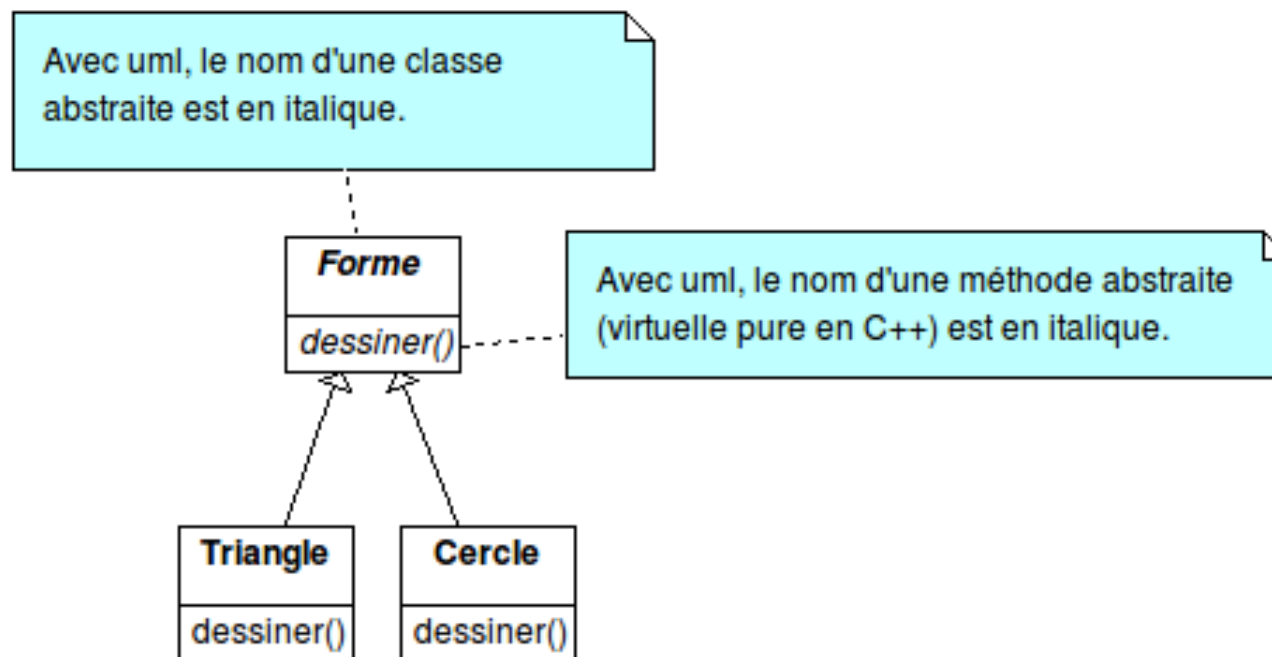 Avec uml, le nom d'une classe
abstraite est en italique.
Forme
dessiner()
Avec uml, le nom d'une méthode abstraite
(virtuelle pure en C++) est en italique.
Triangle
dessiner()
Cercle
dessiner()